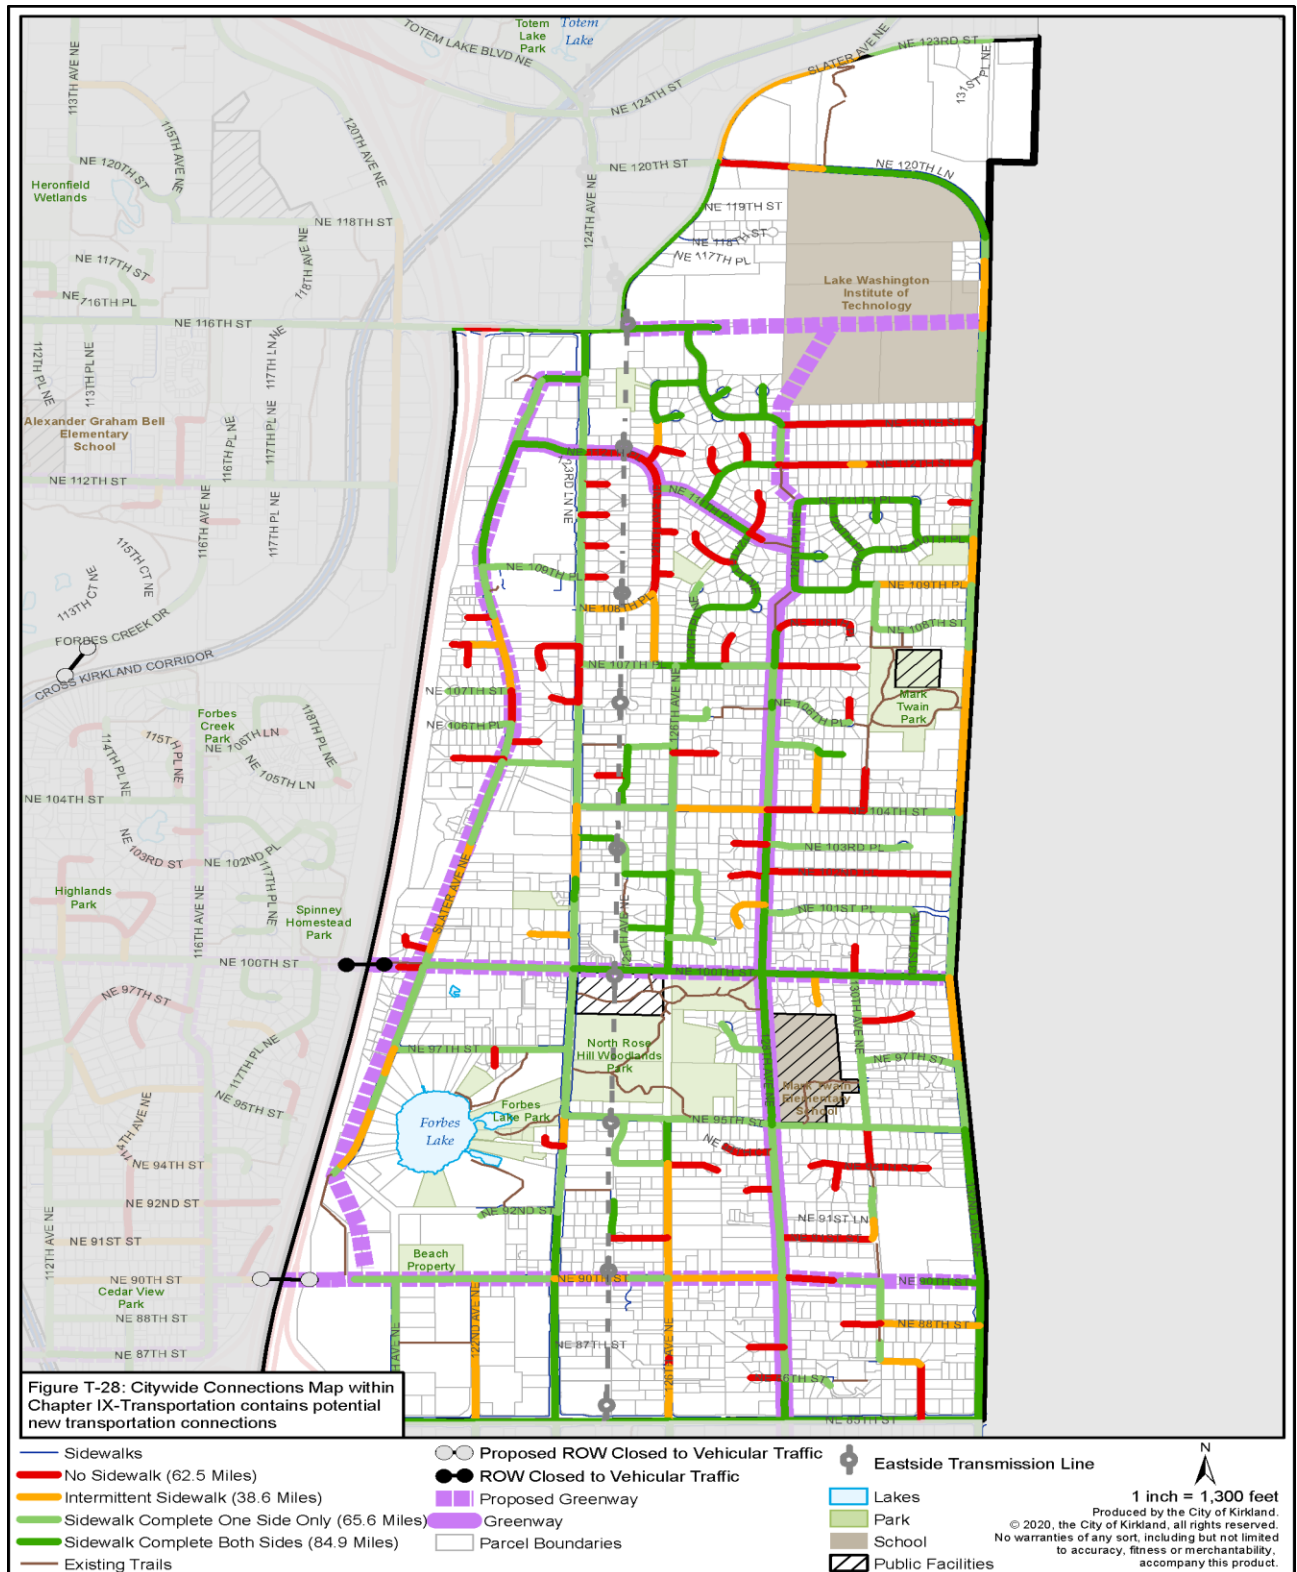 Totem
Lake
Park
Totem
Lake
TOTEM LAKE BLVD NE
SLATER AVE NE
NE 123RD ST
113TH AVE NE
131ST PL NE
NE 124TH ST
115TH AVE NE
120TH AVE NE
NE 120TH ST
NE 120TH ST
NE 120TH LN
Heronfield
Wetlands
124TH AVE NE
NE 119TH ST
NE 118TH ST
NE 118TH ST
NE 117TH PL
NE 117TH ST
118TH AVE NE
Lake Washington
Institute of
Technology
NE 116TH ST
112TH PL NE
113TH PL NE
117TH LN NE
Alexander Graham Bell
Elementary
School
116TH PL NE
117TH PL NE
NE 112TH ST
123RD LN NE
116TH AVE NE
117TH PL NE
115TH CT NE
113TH CT NE
128TH PL NE
NE 109TH PL
NE 109TH PL
NE 108TH PL
NE 108TH ST
FORBES CREEK DR
CROSS KIRKLAND CORRIDOR
NE 107TH PL
NE 107TH ST
NE 106TH PL
126TH AVE NE
Mark
Twain
Park
Forbes
Creek
Park
118TH PL NE
NE 106TH LN
115TH PL NE
114TH PL NE
NE 105TH LN
NE 104TH ST
NE 104TH ST
NE 103RD ST
NE 103RD PL
NE 102ND PL
117TH PL NE
SLATER AVE NE
Highlands
Park
116TH AVE NE
Spinney
Homestead
Park
NE 101ST PL
125TH AVE NE
NE 100TH ST
NE 100TH ST
NE 97TH ST
130TH AVE NE
128TH AVE NE
117TH PL NE
NE 97TH ST
North Rose
Hill Woodlands
Park
NE 97TH ST
NE 95TH ST
Mark Twain
Elementary
School
Forbes
Lake
Forbes
Lake Park
NE 95TH ST
NE 94TH ST
NE 92ND ST
NE 92ND ST
NE 91ST LN
112TH AVE NE
NE 91ST ST
Beach
Property
NE 90TH ST
NE 90TH ST
NE 90TH ST
Cedar View
Park
NE 88TH ST
122ND AVE NE
NE 88TH ST
NE 87TH ST
NE 87TH ST
126TH AVE NE
NE 85TH ST
Figure T-28: Citywide Connections Map within
Chapter IX-Transportation contains potential
new transportation connections
Sidewalks
No Sidewalk (62.5 Miles)
Intermittent Sidewalk (38.6 Miles)
Sidewalk Complete One Side Only (65.6 Miles)
Sidewalk Complete Both Sides (84.9 Miles)
Existing Trails
Proposed ROW Closed to Vehicular Traffic
ROW Closed to Vehicular Traffic
Proposed Greenway
Greenway
Parcel Boundaries
Eastside Transmission Line
Lakes
Park
School
Public Facilities
N
1 inch = 1,300 feet
Produced by the City of Kirkland.
© 2020, the City of Kirkland, all rights reserved.
No warranties of any sort, including but not limited
to accuracy, fitness or merchantability,
accompany this product.